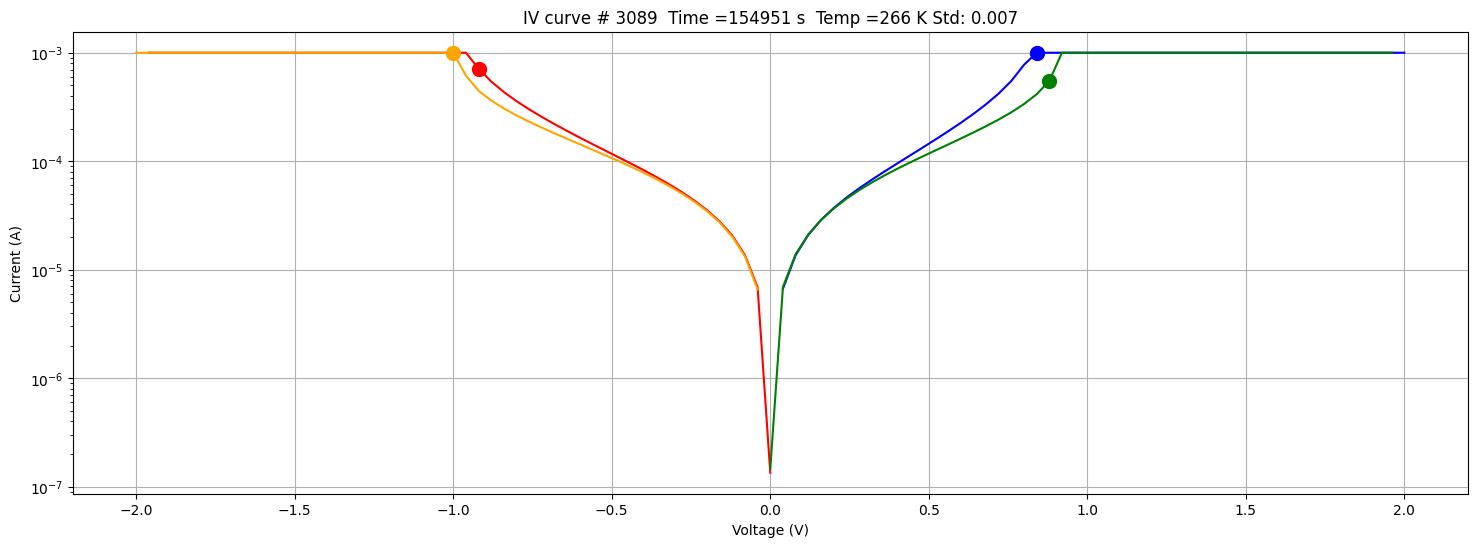 IV curve # 3089  Time =154951 s  Temp =266 K Std: 0.007
Current (A)
10⁻³
10⁻⁴
10⁻⁵
10⁻⁶
10⁻⁷
−2.0 −1.5 −1.0 −0.5 0.0 0.5 1.0 1.5 2.0
Voltage (V)